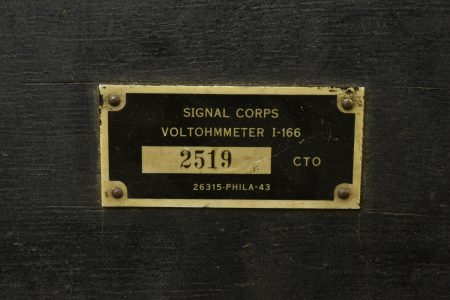 SIGNAL CORPS
VOLTOHMMETER I-166
2519 CTO
26315-PHILA-43